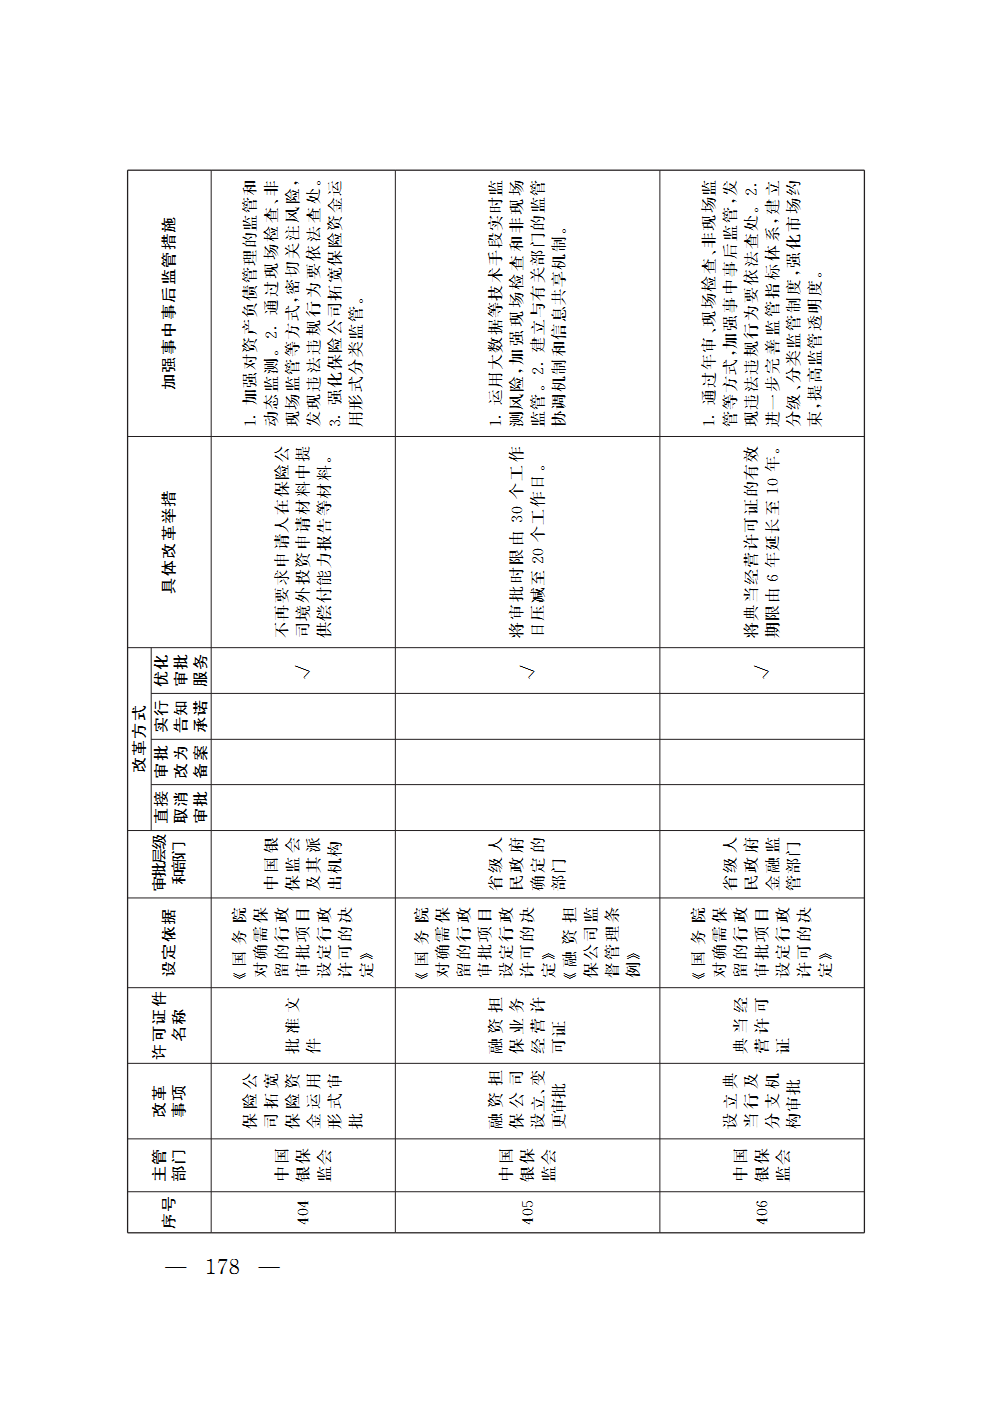 序号
主管
部门
改革
事项
许可证件
名称
设定依据
审批层级
和部门
改革方式
直接
取消
审批
审批
改为
备案
实行
告知
承诺
优化
审批
服务
具体改革举措
加强事中事后监管措施
404
中国
银保
监会
保险公
司拓宽
保险资
金运用
形式审
批
批准文
件
《国务院
对确需保
留的行政
审批项目
设定行政
许可的决
定》
中国银
保监会
及其派
出机构
√
不再要求申请人在保险公
司境外投资申请材料中提
供偿付能力报告等材料。
1. 加强对资产负债管理的监管和
动态监测。2. 通过现场检查、非
现场监管等方式,密切关注风险,
发现违法违规行为要依法查处。
3. 强化保险公司拓宽保险资金运
用形式分类监管。
405
中国
银保
监会
融资担
保公司
设立、变
更审批
融资担
保业务
经营许
可证
《国务院
对确需保
留的行政
审批项目
设定行政
许可的决
定》
《融资担
保公司监
督管理条
例》
省级人
民政府
确定的
部门
√
将审批时限由 30 个工作
日压减至 20 个工作日。
1. 运用大数据等技术手段实时监
测风险,加强现场检查和非现场
监管。2. 建立与有关部门的监管
协调机制和信息共享机制。
406
中国
银保
监会
设立典
当行及
分支机
构审批
典当经
营许可
证
《国务院
对确需保
留的行政
审批项目
设定行政
许可的决
定》
省级人
民政府
金融监
管部门
√
将典当经营许可证的有效
期限由 6 年延长至 10 年。
1. 通过年审、现场检查、非现场监
管等方式,加强事中事后监管,发
现违法违规行为要依法查处。2.
进一步完善监管指标体系,建立
分级、分类监管制度,强化市场约
束,提高监管透明度。
— 178 —